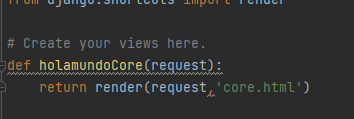 from django.shortcuts import render
# Create your views here.
def holamundoCore(request):
return render(request,'core.html')